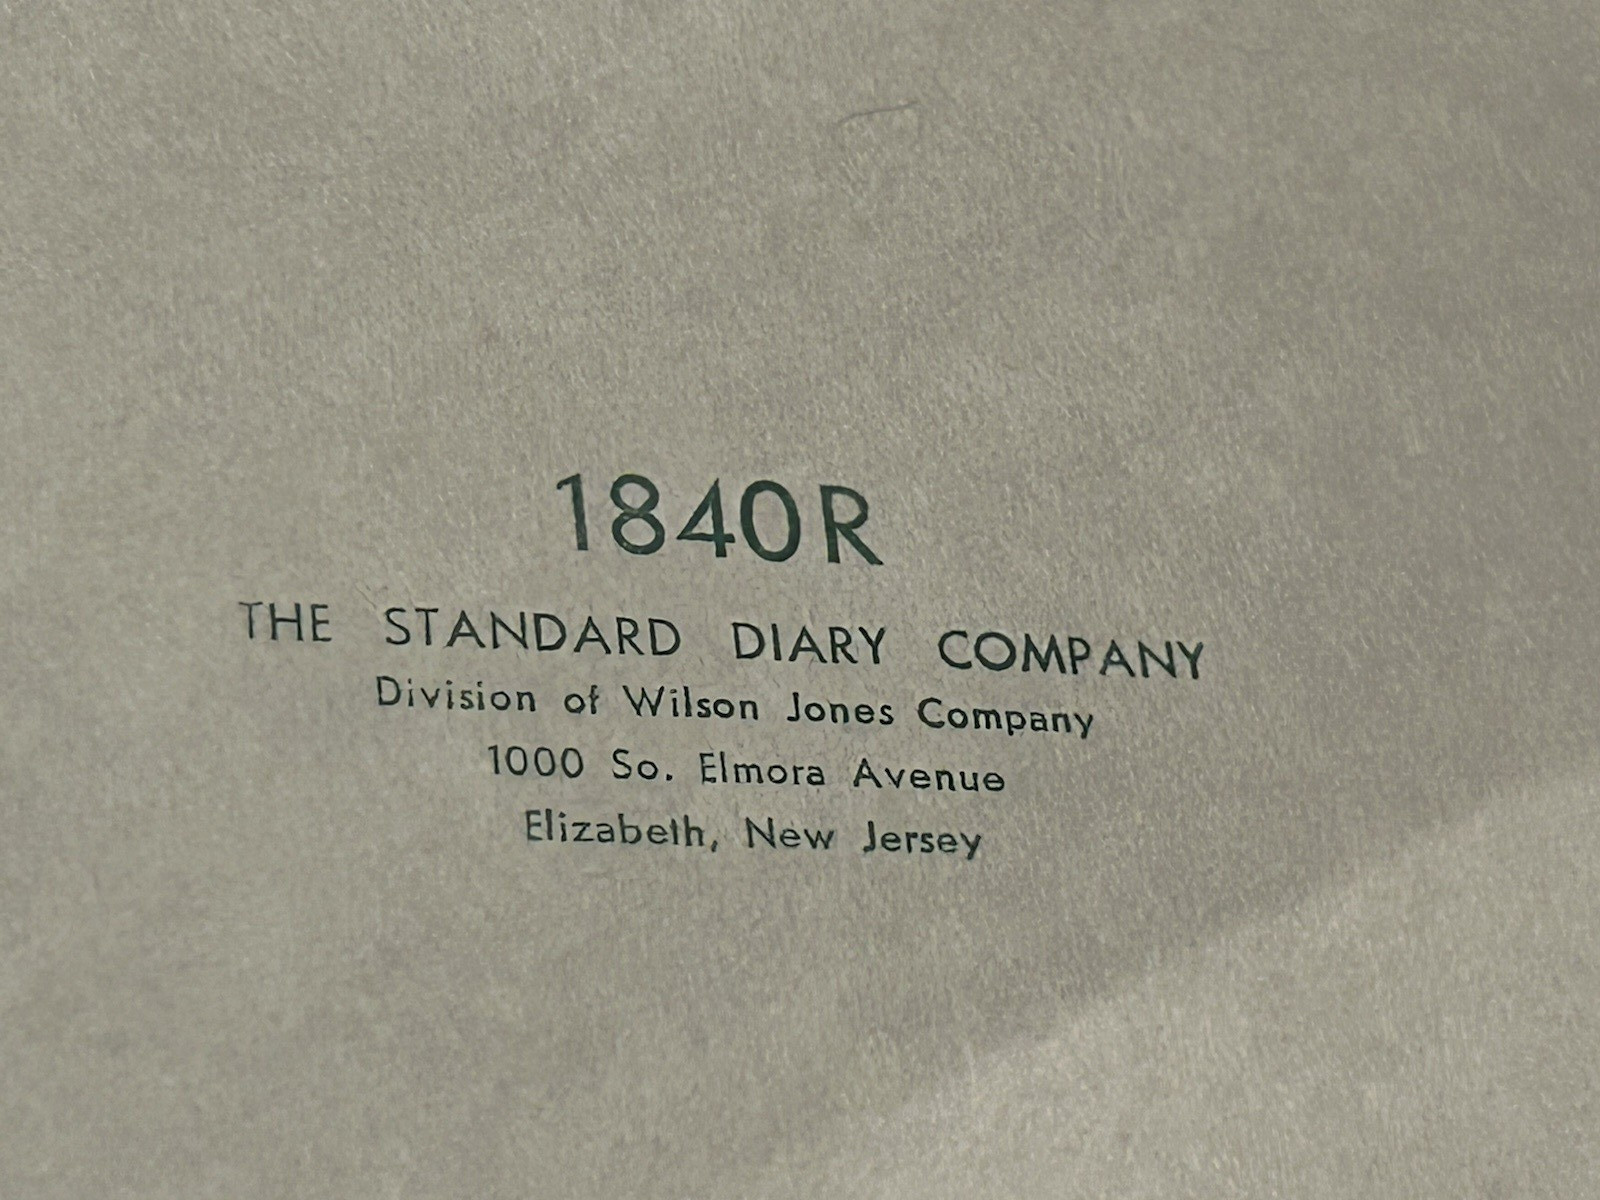 1840R
THE STANDARD DIARY COMPANY
Division of Wilson Jones Company
1000 So. Elmora Avenue
Elizabeth, New Jersey